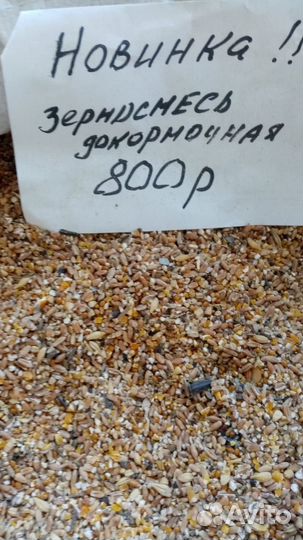 Новинка!!
Зерносмесь
докормочная
800р
Avito